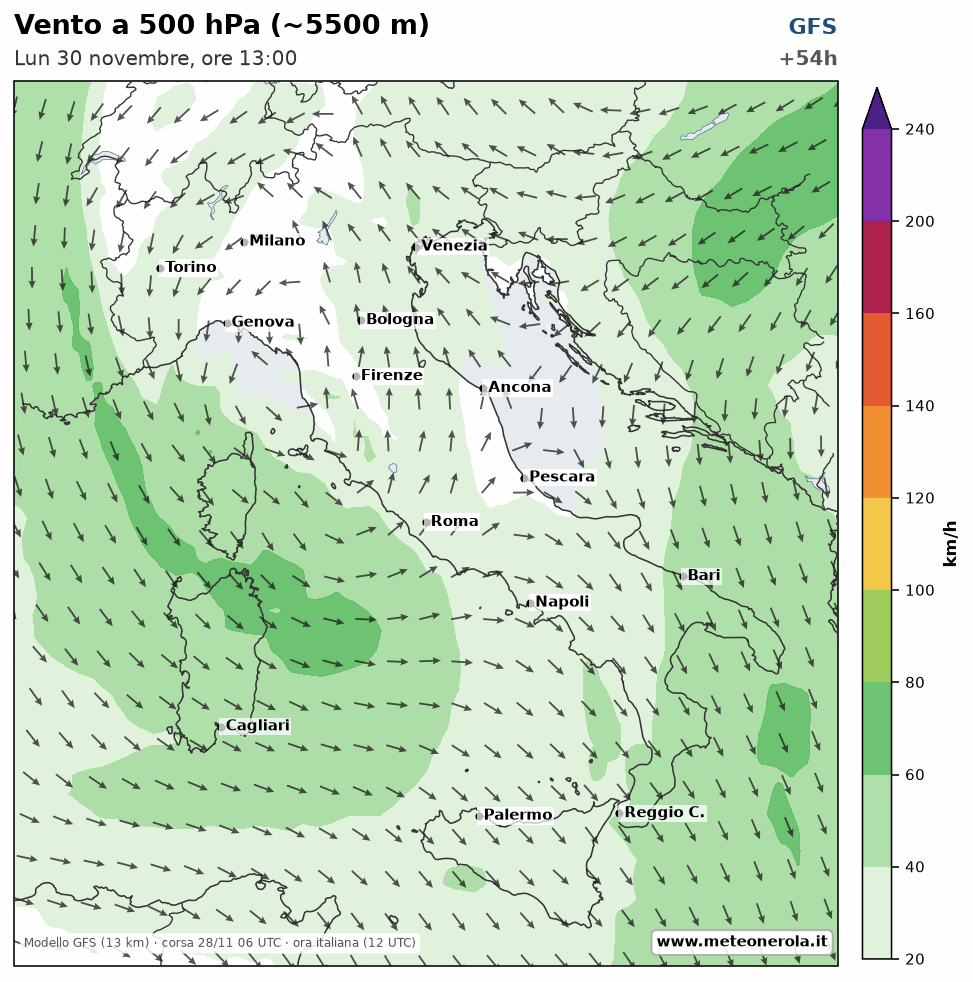 Vento a 500 hPa (~5500 m)
GFS
Lun 30 novembre, ore 13:00
+54h
240
200
160
140
120
100
80
60
40
20
km/h
Milano
Venezia
Torino
Genova
Bologna
Firenze
Ancona
Pescara
Roma
Bari
Napoli
Cagliari
Palermo
Reggio C.
Modello GFS (13 km) · corsa 28/11 06 UTC · ora italiana (12 UTC)
www.meteonerola.it